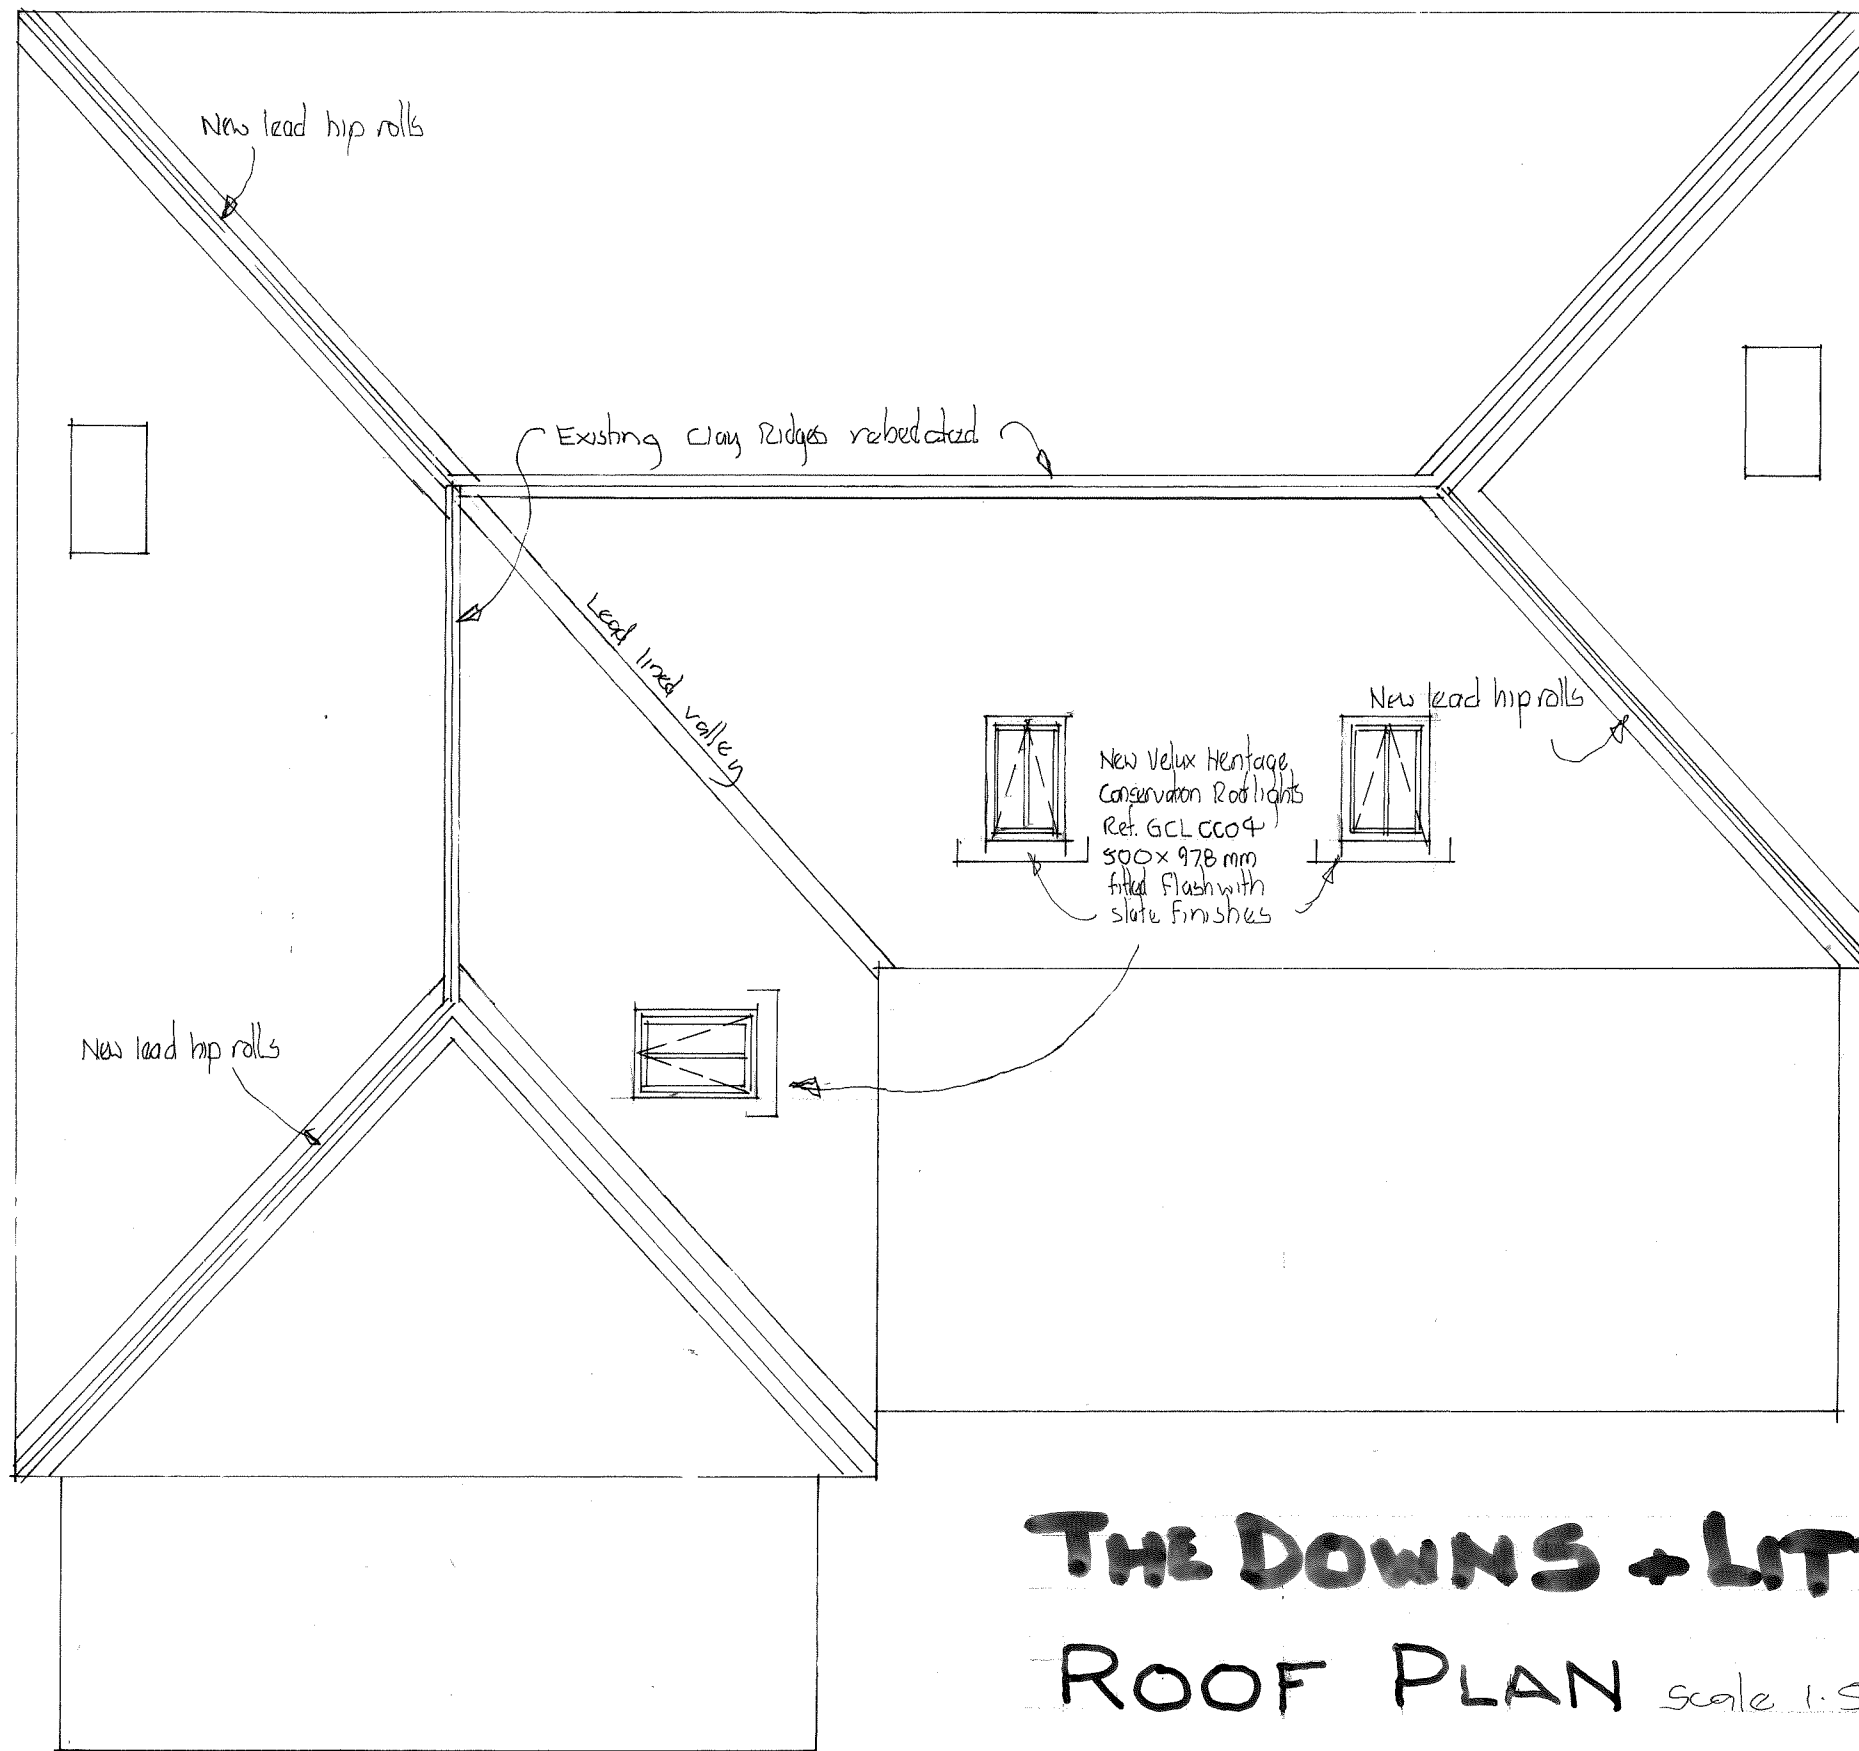 New lead hip rolls
Existing Clay Ridges rebedded
Lead lined valley
New lead hip rolls
New Velux Heritage
Conservation Rooflights
Ref. GCL CC04
500 x 978 mm
fitted Flash with
slate finishes
New lead hip rolls
THE DOWNS + LIT
ROOF PLAN scale 1:5